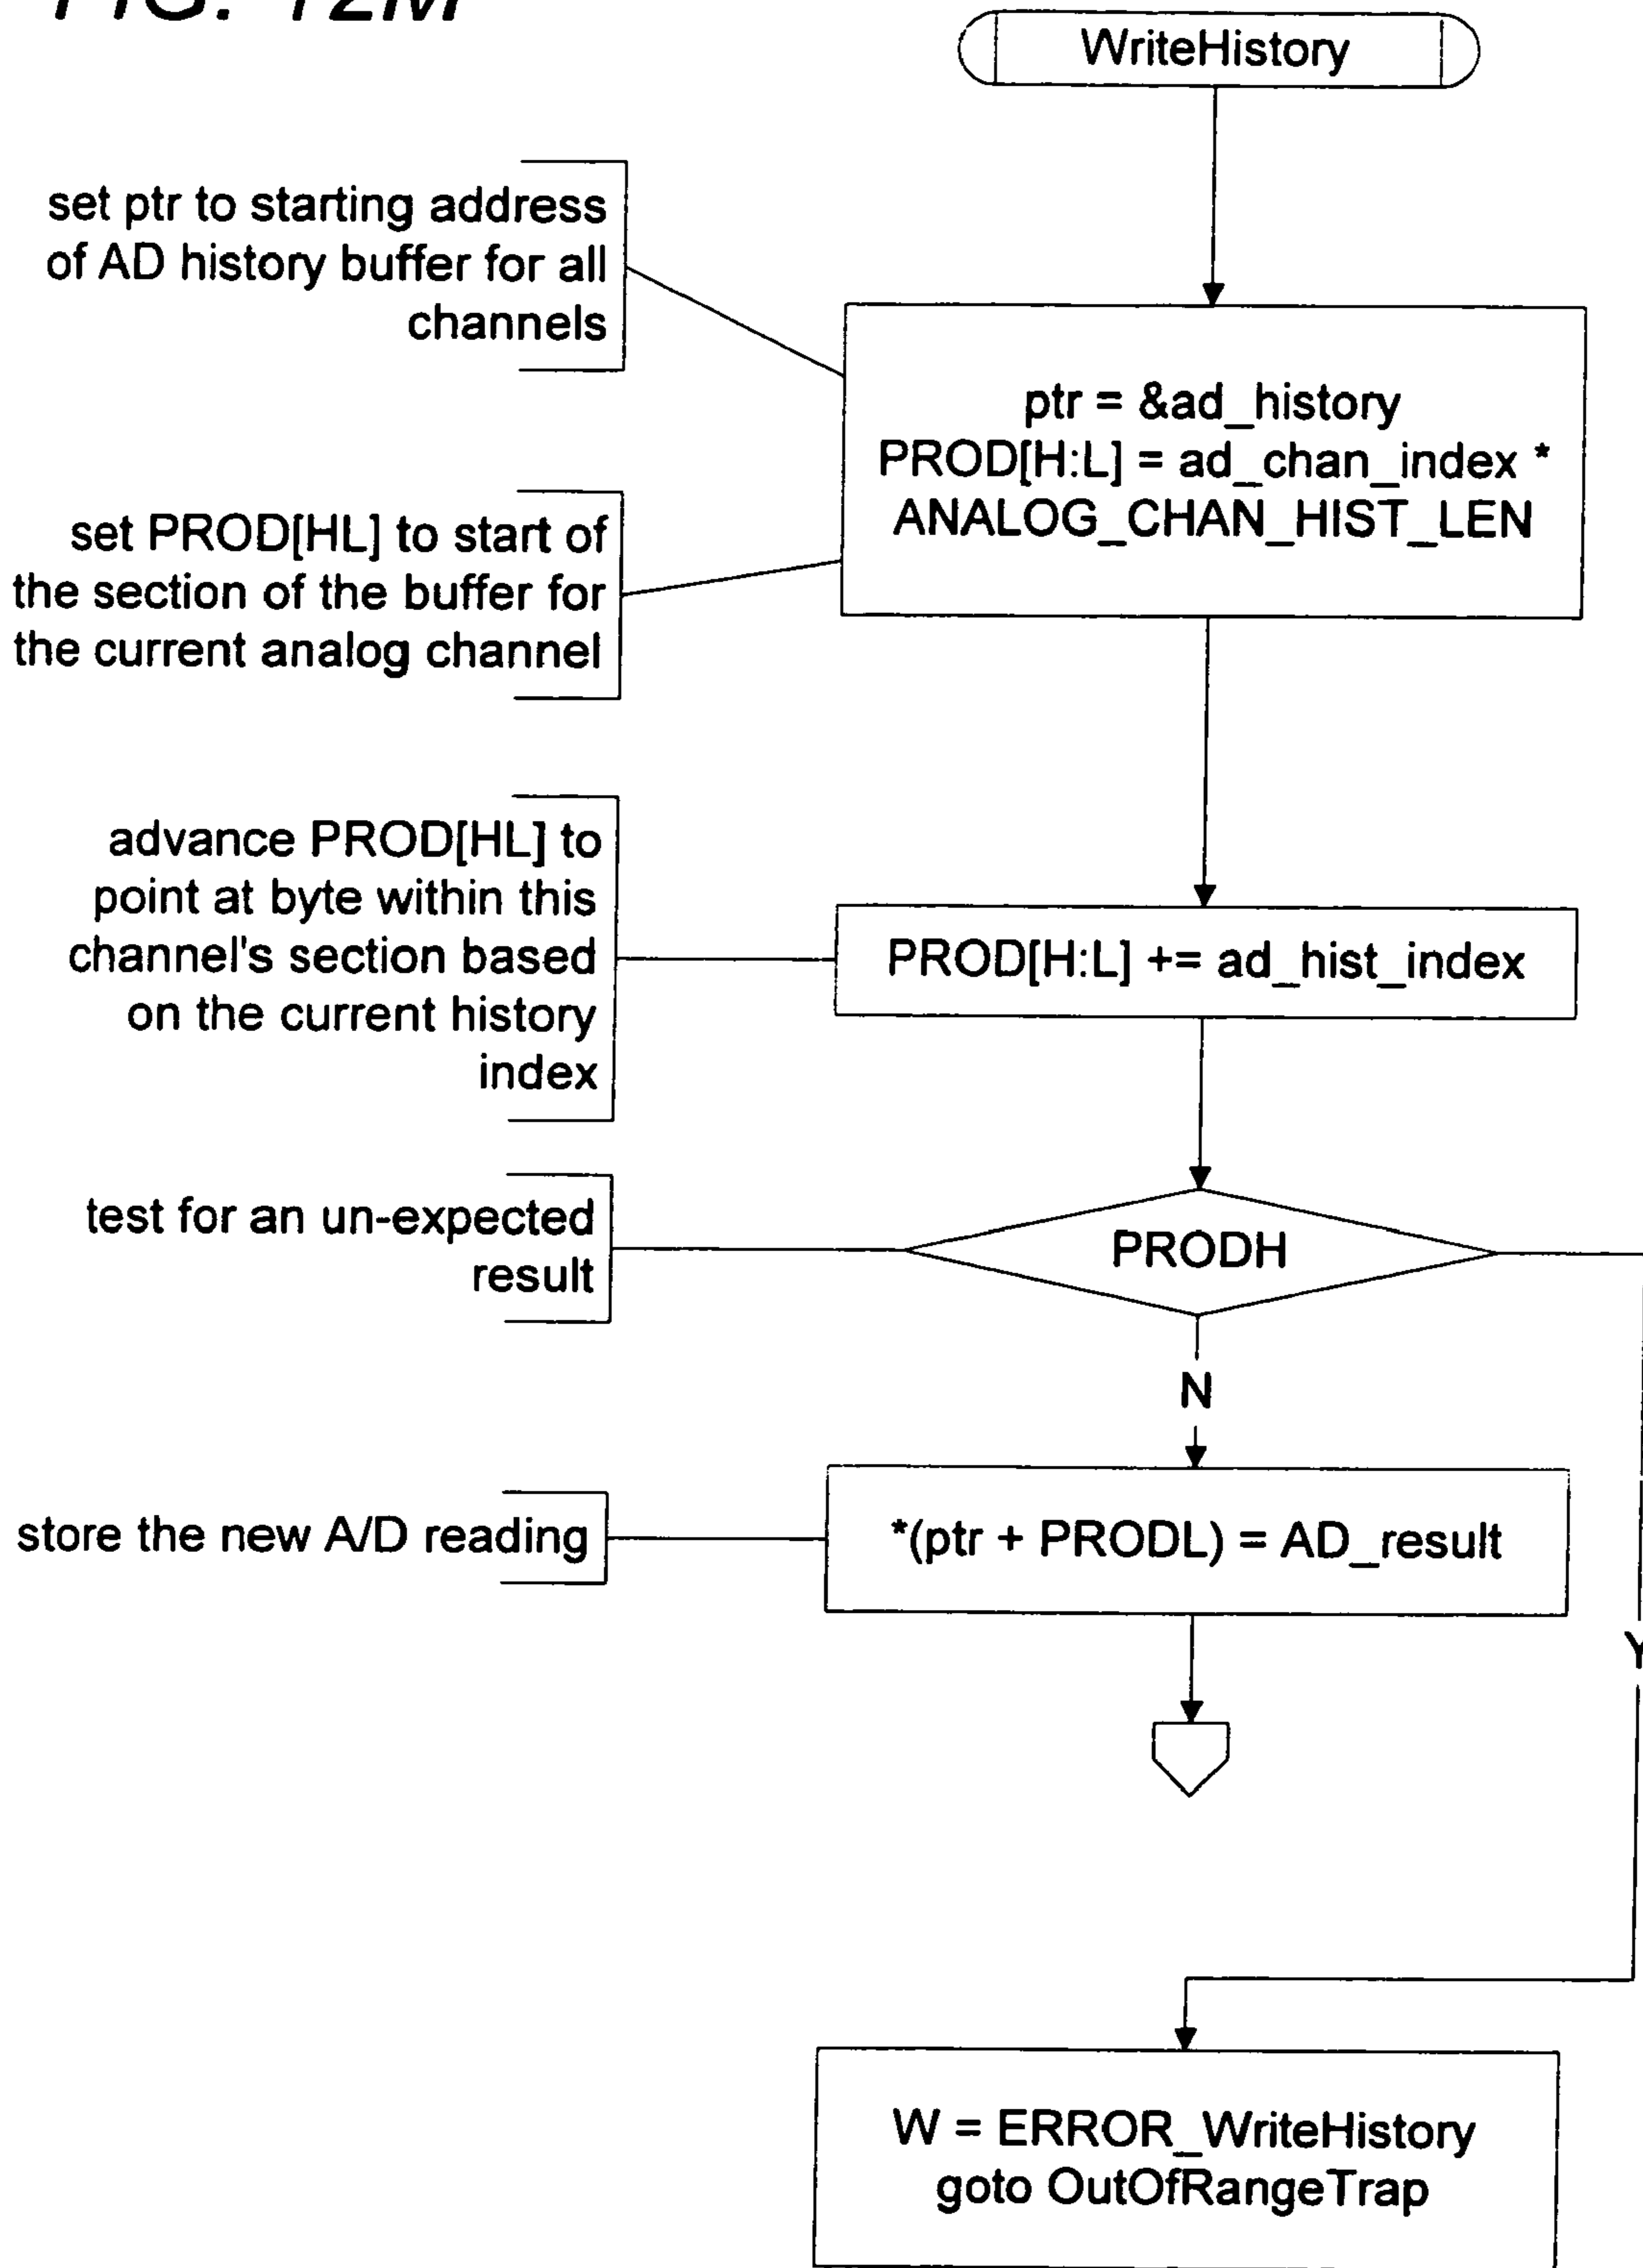 FIG. 12M
WriteHistory
set ptr to starting address
of AD history buffer for all
channels
ptr = &ad_history
PROD[H:L] = ad_chan_index *
ANALOG_CHAN_HIST_LEN
set PROD[HL] to start of
the section of the buffer for
the current analog channel
advance PROD[HL] to
point at byte within this
channel's section based
on the current history
index
PROD[H:L] += ad_hist_index
test for an un-expected
result
PRODH
N
store the new A/D reading
*(ptr + PRODL) = AD_result
Y
W = ERROR_WriteHistory
goto OutOfRangeTrap